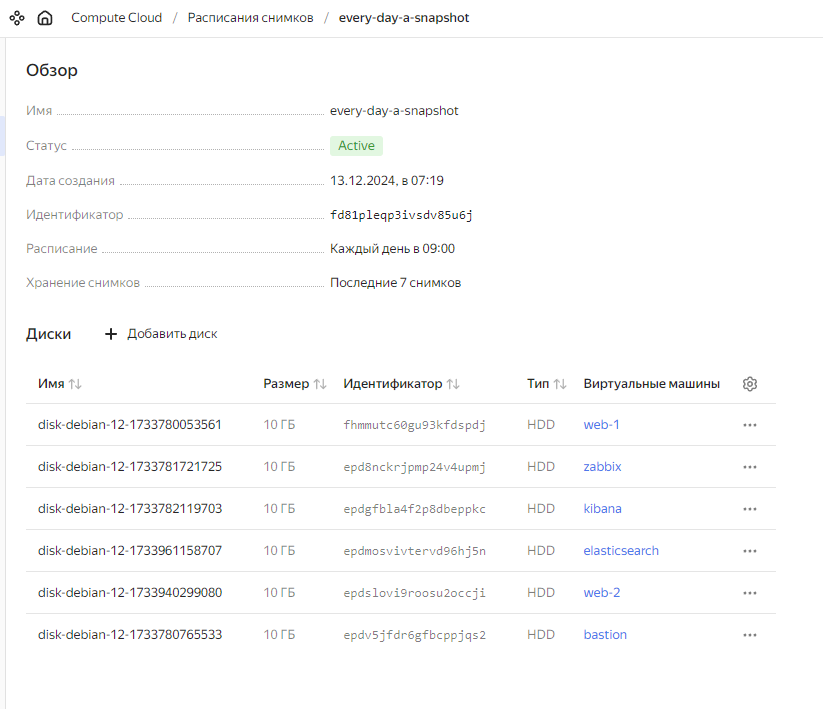 Compute Cloud / Расписания снимков / every-day-a-snapshot
Обзор
Имя every-day-a-snapshot
Статус Active
Дата создания 13.12.2024, в 07:19
Идентификатор fd81pleqp3ivsdv85u6j
Расписание Каждый день в 09:00
Хранение снимков Последние 7 снимков
Диски + Добавить диск
Имя Размер Идентификатор Тип Виртуальные машины
disk-debian-12-1733780053561 10 ГБ fhmmutc60gu93kfdspdj HDD web-1
disk-debian-12-1733781721725 10 ГБ epd8nckrjpmp24v4upmj HDD zabbix
disk-debian-12-1733782119703 10 ГБ epdgfbla4f2p8dbeppkc HDD kibana
disk-debian-12-1733961158707 10 ГБ epdmosvivtervd96hj5n HDD elasticsearch
disk-debian-12-1733940299080 10 ГБ epdslovi9roosu2occji HDD web-2
disk-debian-12-1733780765533 10 ГБ epdv5jfdr6gfbcppjqs2 HDD bastion